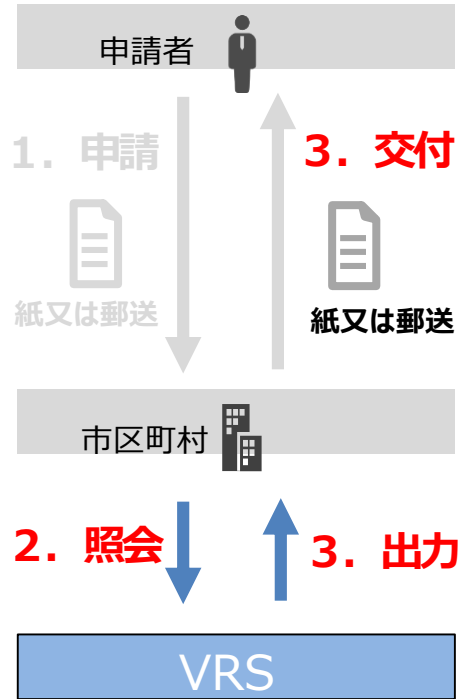 申請者
1. 申請
3. 交付
紙又は郵送
紙又は郵送
市区町村
2. 照会
3. 出力
VRS